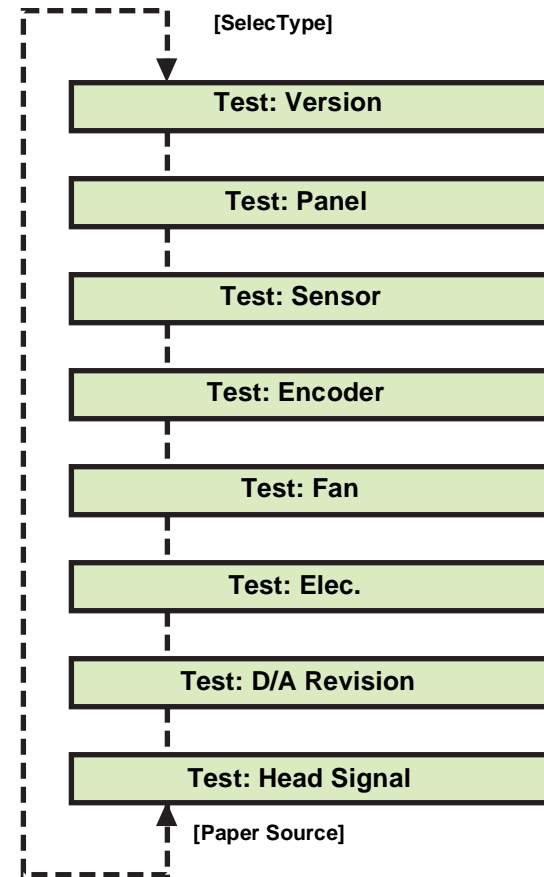 [SelecType]
Test: Version
Test: Panel
Test: Sensor
Test: Encoder
Test: Fan
Test: Elec.
Test: D/A Revision
Test: Head Signal
[Paper Source]